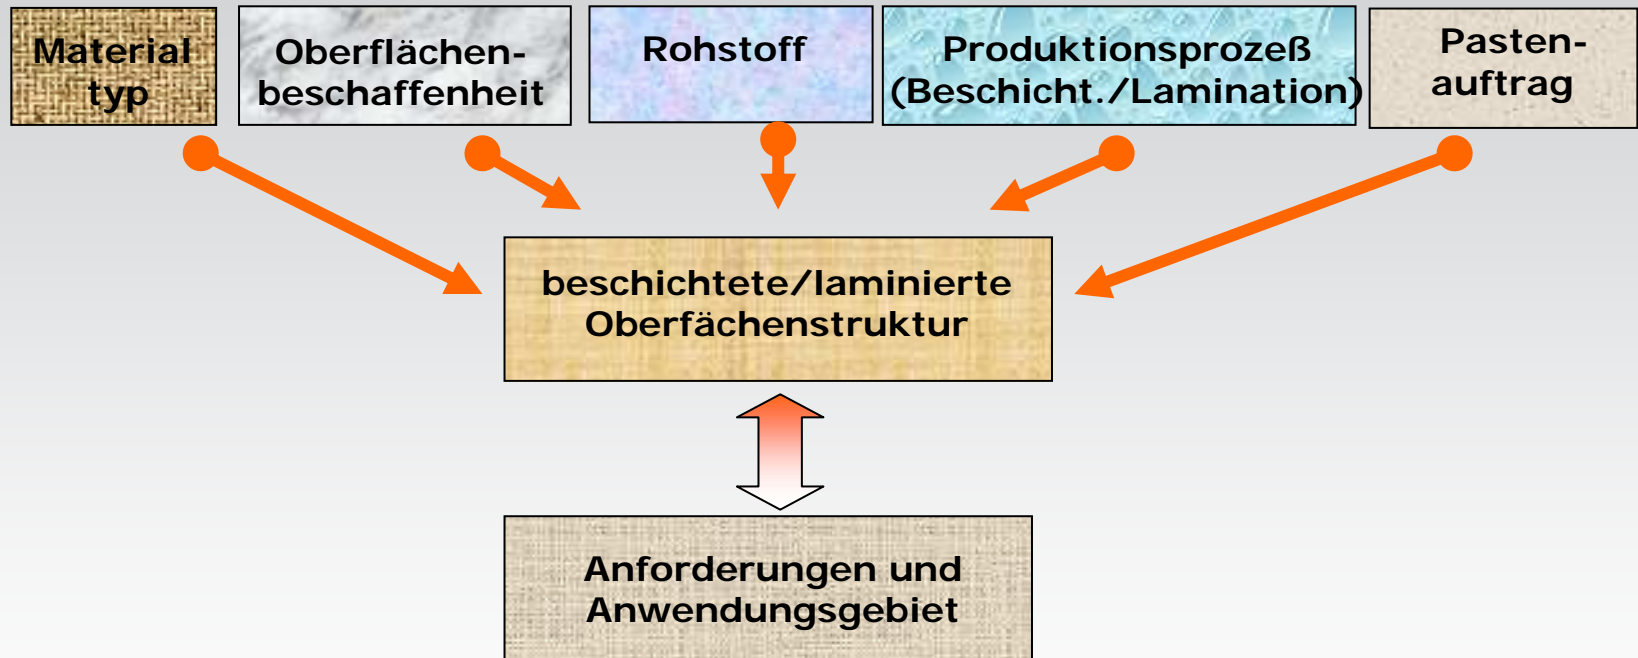 Material
typ
Oberflächen-
beschaffenheit
Rohstoff
Produktionsprozeß
(Beschicht./Lamination)
Pasten-
auftrag
beschichtete/laminierte
Oberfächenstruktur
Anforderungen und
Anwendungsgebiet